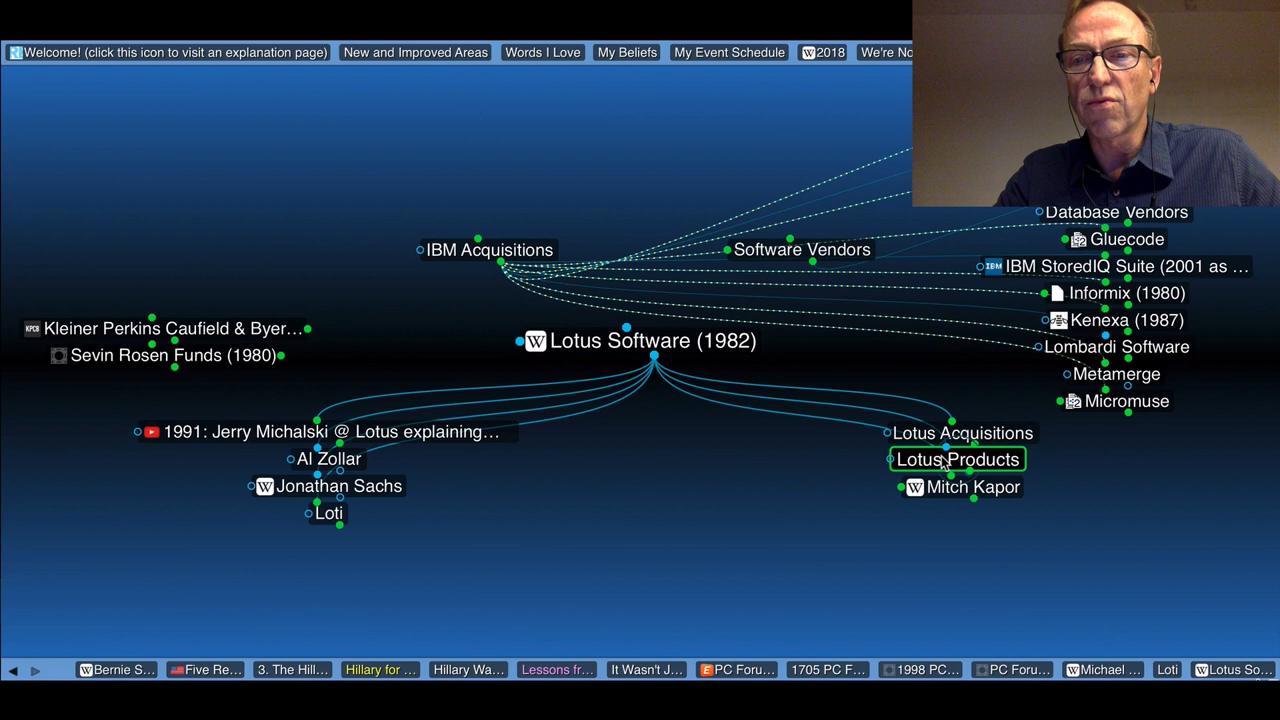 Welcome! (click this icon to visit an explanation page)
New and Improved Areas
Words I Love
My Beliefs
My Event Schedule
W 2018
We're No
Database Vendors
Gluecode
IBM Acquisitions
Software Vendors
IBM IBM StoredIQ Suite (2001 as ...
Informix (1980)
Kenexa (1987)
KPCB Kleiner Perkins Caufield & Byer...
W Lotus Software (1982)
Lombardi Software
Sevin Rosen Funds (1980)
Metamerge
Micromuse
1991: Jerry Michalski @ Lotus explaining...
Lotus Acquisitions
Al Zollar
Lotus Products
W Jonathan Sachs
W Mitch Kapor
Loti
W Bernie S...
Five Re...
3. The Hill...
Hillary for ...
Hillary Wa...
Lessons fr...
It Wasn't J...
E PC Foru...
1705 PC F...
1998 PC...
PC Foru...
W Michael ...
Loti
W Lotus So...